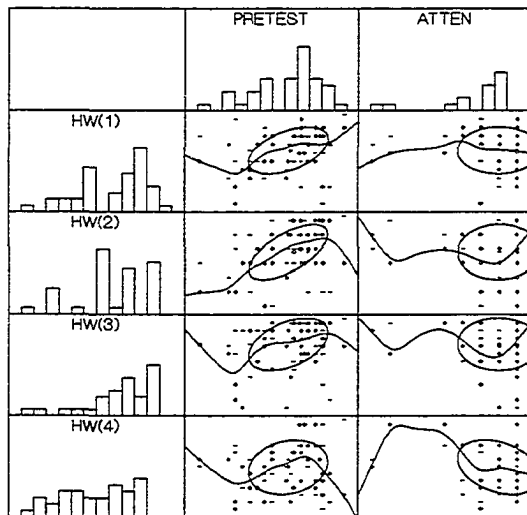 PRETEST
ATTEN
HW(1)
HW(2)
HW(3)
HW(4)